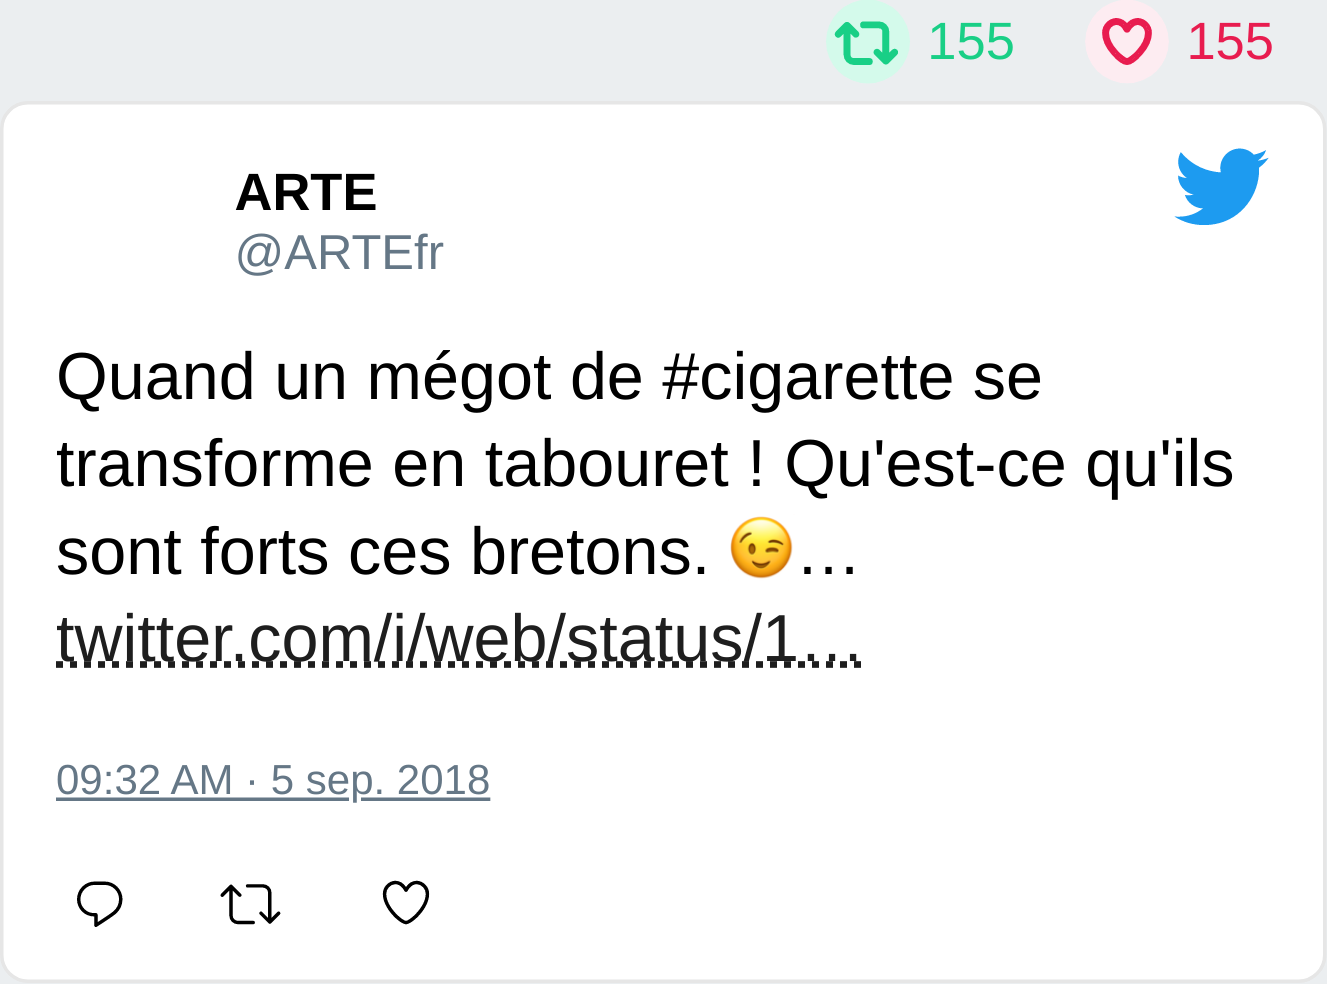 155 155
ARTE
@ARTEfr
Quand un mégot de #cigarette se
transforme en tabouret ! Qu'est-ce qu'ils
sont forts ces bretons. 😉…
twitter.com/i/web/status/1…
09:32 AM · 5 sep. 2018